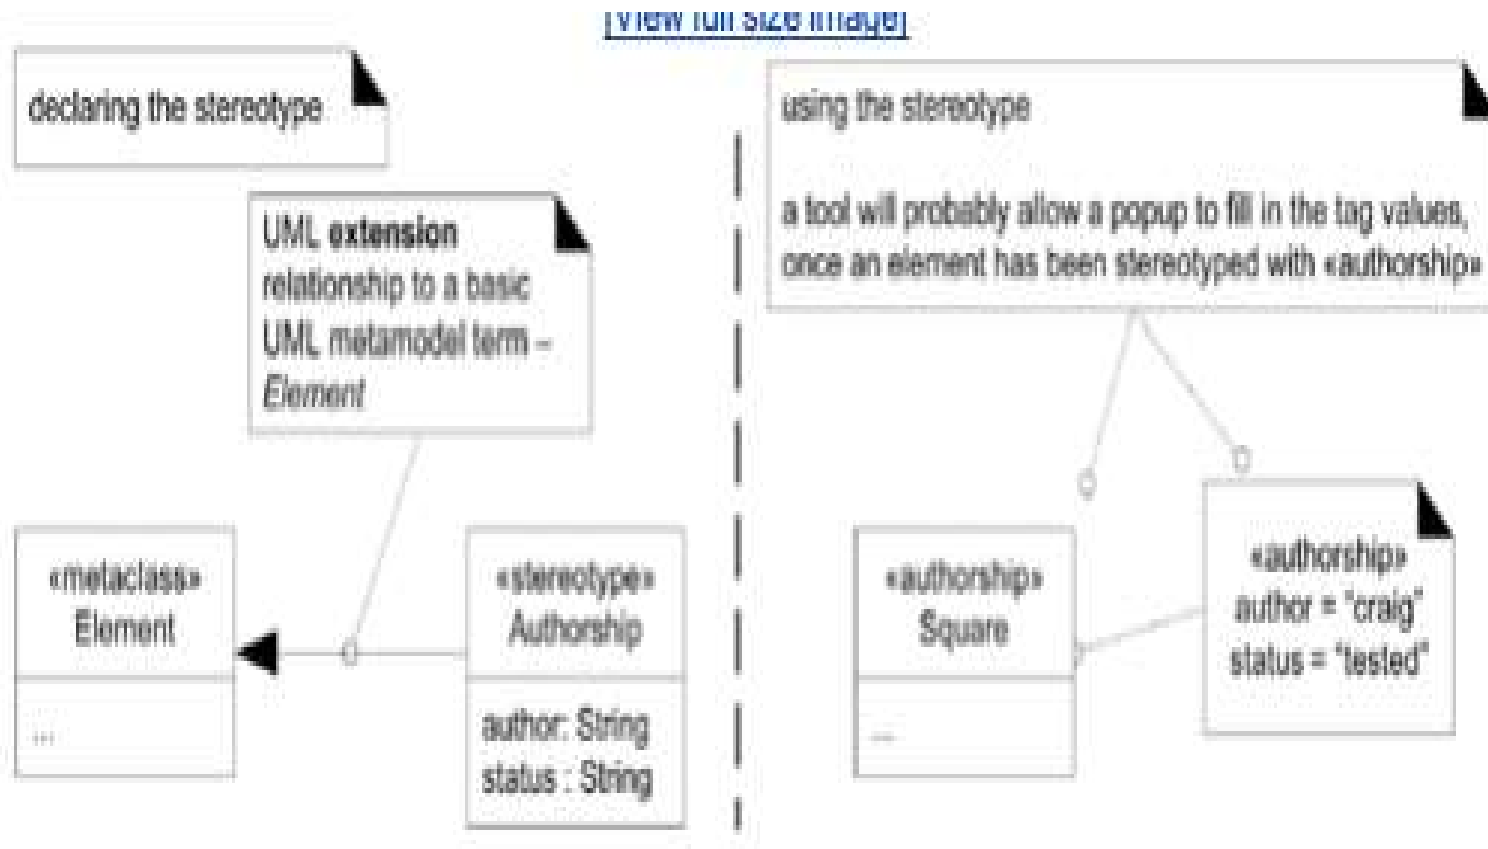 [View full size image]
declaring the stereotype
UML extension
relationship to a basic
UML metamodel term –
Element
«metaclass»
Element
...
«stereotype»
Authorship
author: String
status : String
using the stereotype
a tool will probably allow a popup to fill in the tag values,
once an element has been stereotyped with «authorship»
«authorship»
Square
...
«authorship»
author = "craig"
status = "tested"